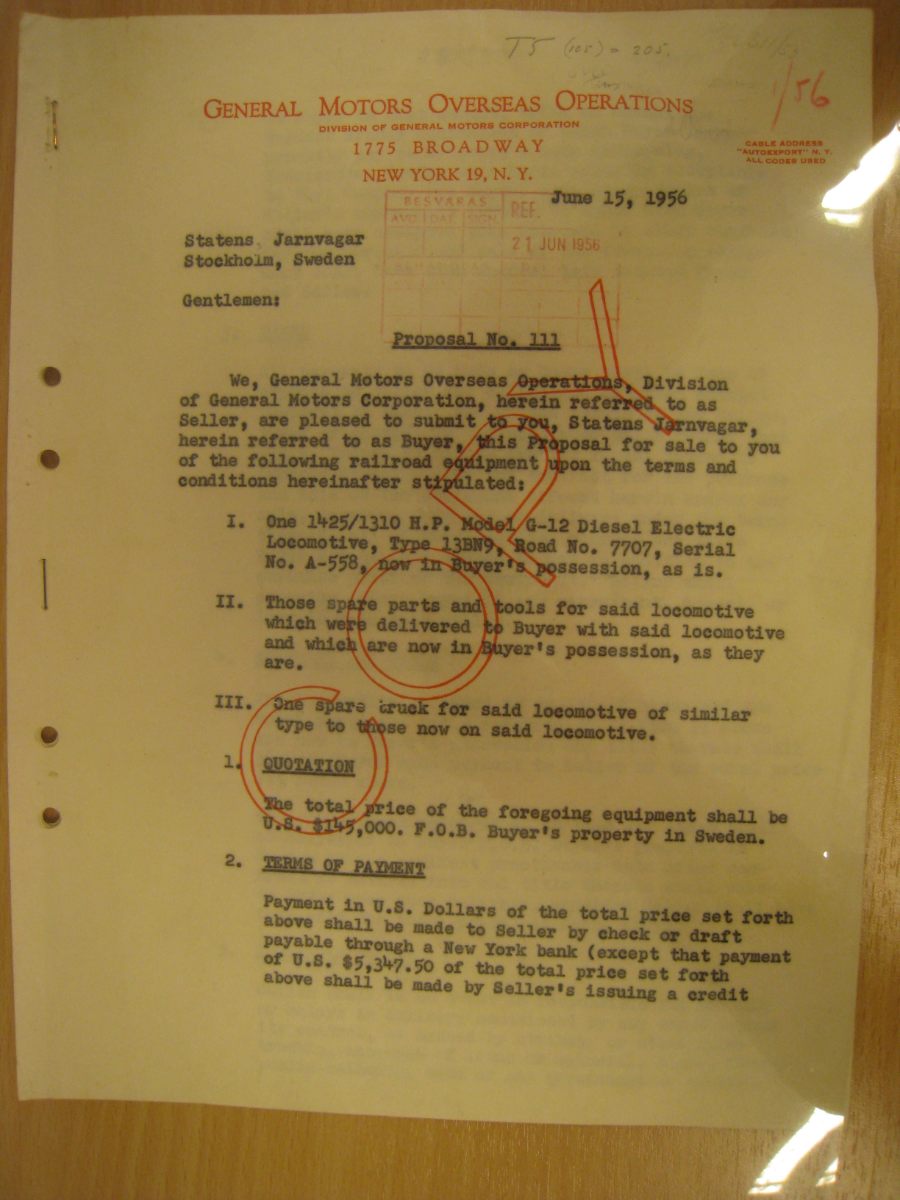 T5 (105) = 205.
1/56
GENERAL MOTORS OVERSEAS OPERATIONS
DIVISION OF GENERAL MOTORS CORPORATION
1775 BROADWAY
NEW YORK 19, N. Y.
CABLE ADDRESS
"AUTOEXPORT" N. Y.
ALL CODES USED
June 15, 1956
BESVARAS
REF.
AVD DAT SIGN
21 JUN 1956
Statens Jarnvagar
Stockholm, Sweden
Gentlemen:
Proposal No. 111
We, General Motors Overseas Operations, Division
of General Motors Corporation, herein referred to as
Seller, are pleased to submit to you, Statens Jarnvagar,
herein referred to as Buyer, this Proposal for sale to you
of the following railroad equipment upon the terms and
conditions hereinafter stipulated:
I. One 1425/1310 H.P. Model G-12 Diesel Electric
Locomotive, Type 13BN9, Road No. 7707, Serial
No. A-558, now in Buyer's possession, as is.
II. Those spare parts and tools for said locomotive
which were delivered to Buyer with said locomotive
and which are now in Buyer's possession, as they
are.
III. One spare truck for said locomotive of similar
type to those now on said locomotive.
1. QUOTATION
The total price of the foregoing equipment shall be
U.S. $145,000. F.O.B. Buyer's property in Sweden.
2. TERMS OF PAYMENT
Payment in U.S. Dollars of the total price set forth
above shall be made to Seller by check or draft
payable through a New York bank (except that payment
of U.S. $5,347.50 of the total price set forth
above shall be made by Seller's issuing a credit
COPY